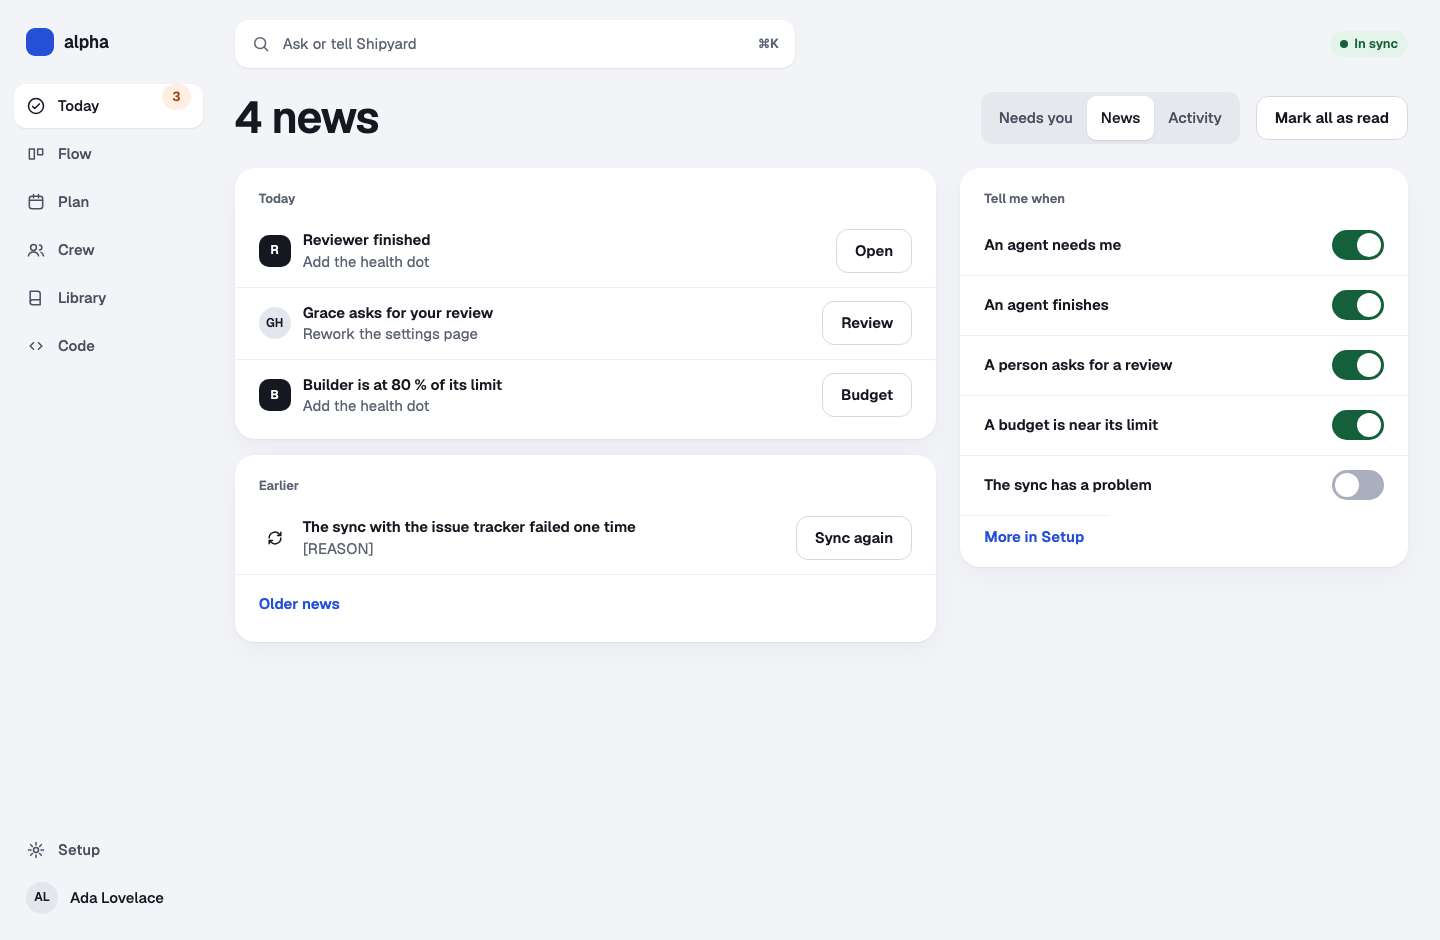 alpha
Ask or tell Shipyard
⌘K
In sync
Today
3
Flow
Plan
Crew
Library
Code
Setup
AL
Ada Lovelace
4 news
Needs you
News
Activity
Mark all as read
Today
R
Reviewer finished
Add the health dot
Open
GH
Grace asks for your review
Rework the settings page
Review
B
Builder is at 80 % of its limit
Add the health dot
Budget
Earlier
The sync with the issue tracker failed one time
[REASON]
Sync again
Older news
Tell me when
An agent needs me
An agent finishes
A person asks for a review
A budget is near its limit
The sync has a problem
More in Setup